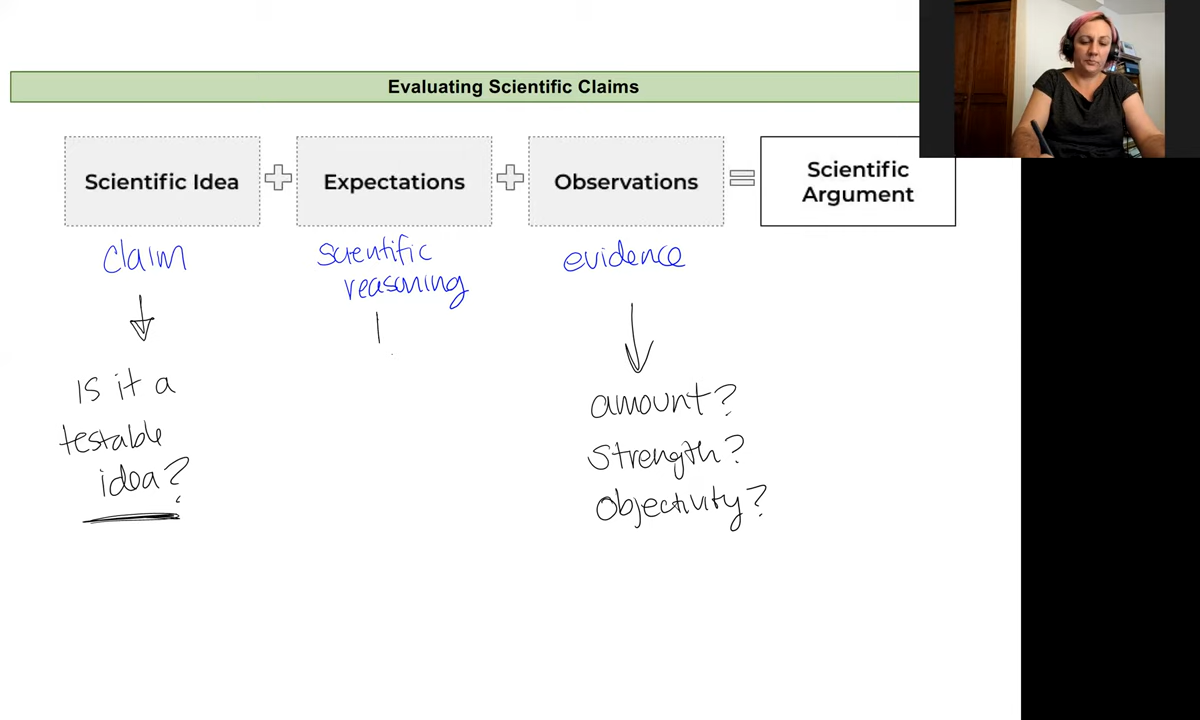 Evaluating Scientific Claims
Scientific Idea
Expectations
Observations
Scientific
Argument
claim
scientific
reasoning
evidence
Is it a
testable
idea?
amount?
strength?
objectivity?